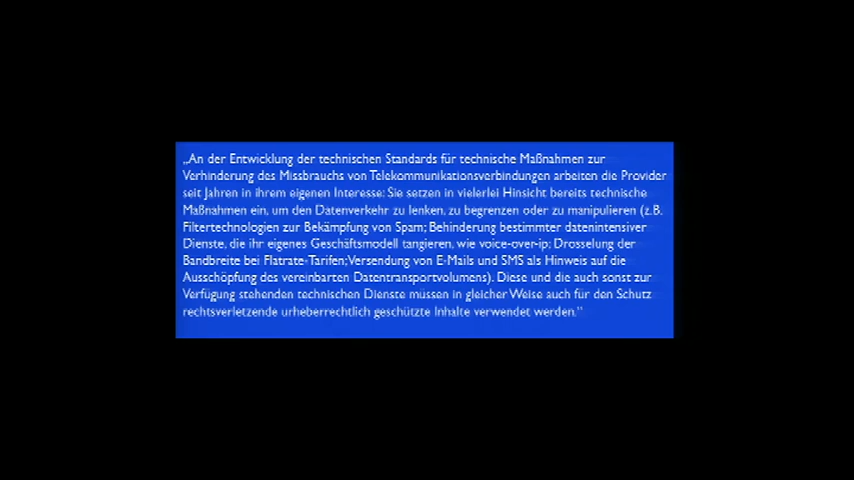 „An der Entwicklung der technischen Standards für technische Maßnahmen zur
Verhinderung des Missbrauchs von Telekommunikationsverbindungen arbeiten die Provider
seit Jahren in ihrem eigenen Interesse: Sie setzen in vielerlei Hinsicht bereits technische
Maßnahmen ein, um den Datenverkehr zu lenken, zu begrenzen oder zu manipulieren (z.B.
Filtertechnologien zur Bekämpfung von Spam; Behinderung bestimmter datenintensiver
Dienste, die ihr eigenes Geschäftsmodell tangieren, wie voice-over-ip; Drosselung der
Bandbreite bei Flatrate-Tarifen; Versendung von E-Mails und SMS als Hinweis auf die
Ausschöpfung des vereinbarten Datentransportvolumens). Diese und die auch sonst zur
Verfügung stehenden technischen Dienste müssen in gleicher Weise auch für den Schutz
rechtsverletzende urheberrechtlich geschützte Inhalte verwendet werden."